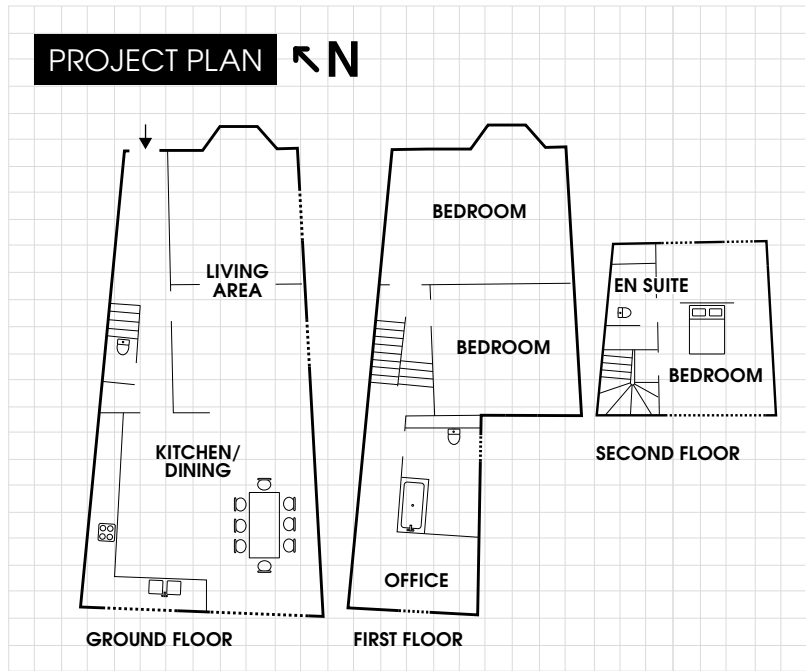 PROJECT PLAN
N
LIVING
AREA
KITCHEN/
DINING
GROUND FLOOR
BEDROOM
BEDROOM
OFFICE
FIRST FLOOR
EN SUITE
BEDROOM
SECOND FLOOR